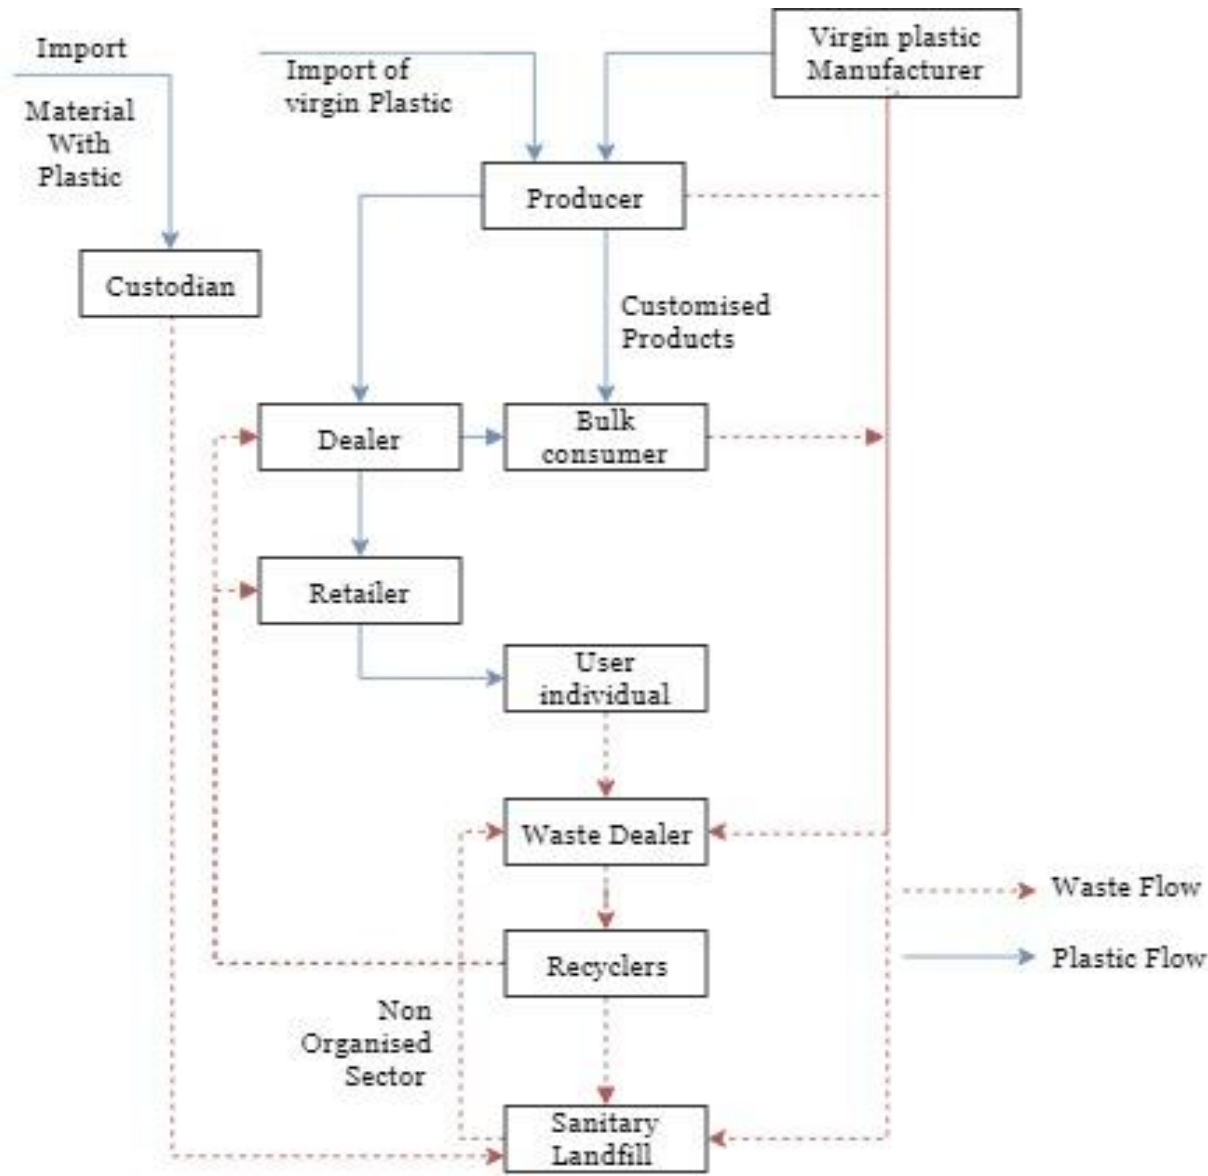 Import
Material
With
Plastic
Import of
virgin Plastic
Virgin plastic
Manufacturer
Producer
Custodian
Customised
Products
Dealer
Bulk
consumer
Retailer
User
individual
Waste Dealer
Waste Flow
Recyclers
Plastic Flow
Non
Organised
Sector
Sanitary
Landfill